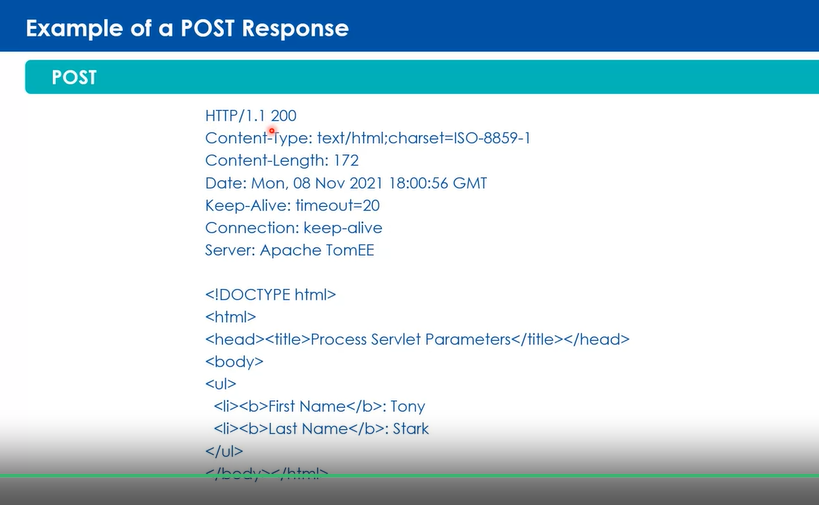 Example of a POST Response
POST
HTTP/1.1 200
Content-Type: text/html;charset=ISO-8859-1
Content-Length: 172
Date: Mon, 08 Nov 2021 18:00:56 GMT
Keep-Alive: timeout=20
Connection: keep-alive
Server: Apache TomEE
<!DOCTYPE html>
<html>
<head><title>Process Servlet Parameters</title></head>
<body>
<ul>
<li><b>First Name</b>: Tony
<li><b>Last Name</b>: Stark
</ul>
</body></html>